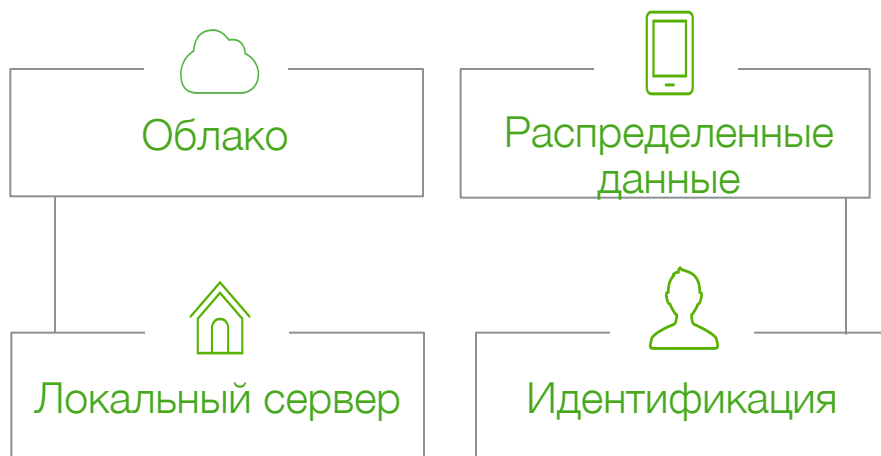 Облако
Распределенные
данные
Локальный сервер
Идентификация